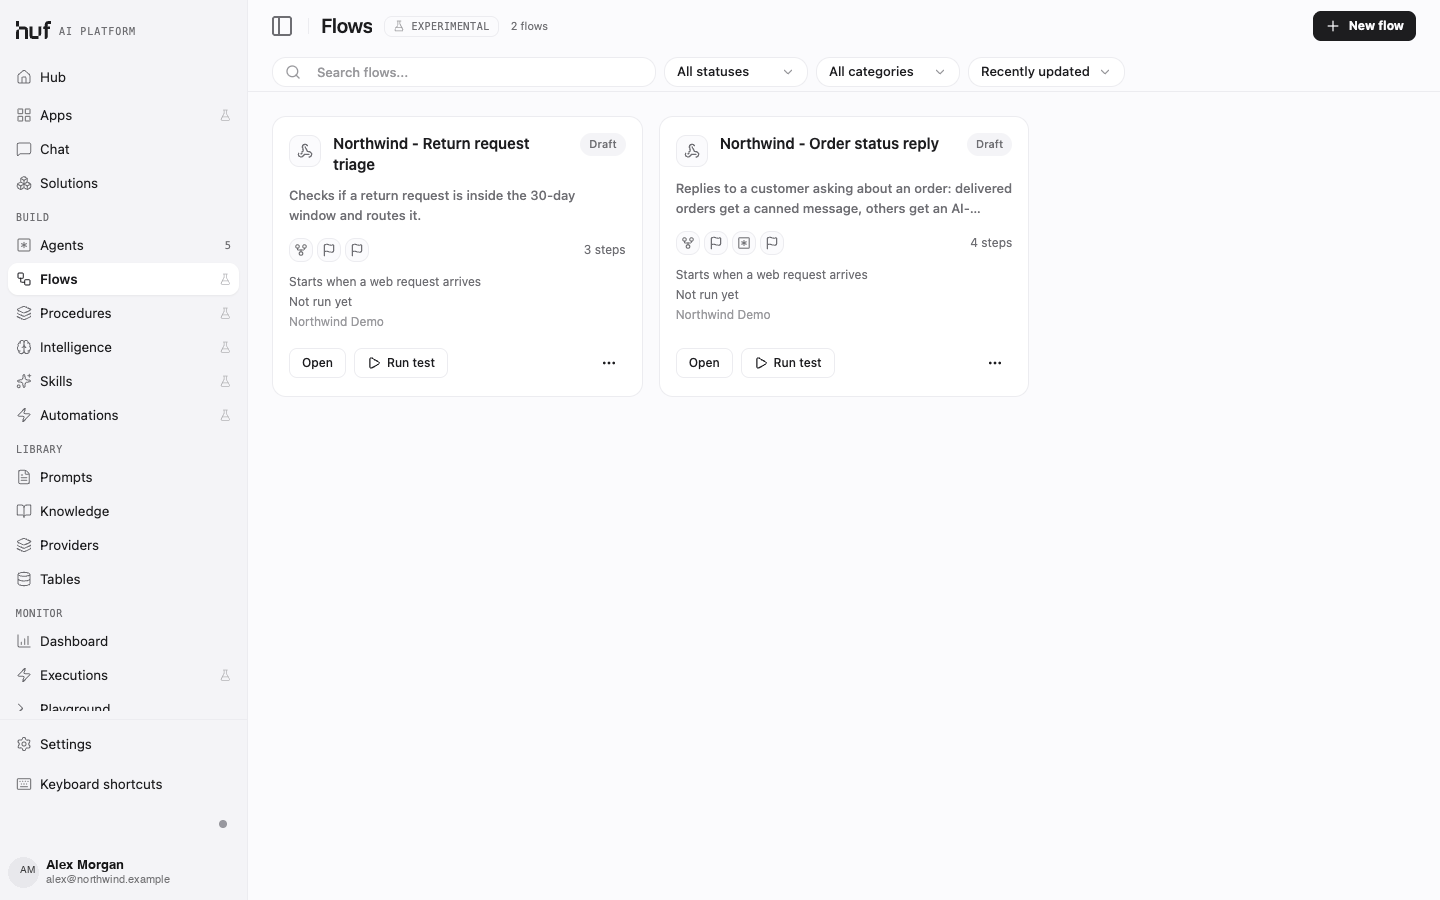 huf AI PLATFORM
Hub
Apps
Chat
Solutions
BUILD
Agents 5
Flows
Procedures
Intelligence
Skills
Automations
LIBRARY
Prompts
Knowledge
Providers
Tables
MONITOR
Dashboard
Executions
Playground
Settings
Keyboard shortcuts
AM
Alex Morgan
alex@northwind.example
Flows EXPERIMENTAL 2 flows
New flow
Search flows... All statuses All categories Recently updated
Northwind - Return request
triage
Draft
Checks if a return request is inside the 30-day
window and routes it.
3 steps
Starts when a web request arrives
Not run yet
Northwind Demo
Open Run test
Northwind - Order status reply Draft
Replies to a customer asking about an order: delivered
orders get a canned message, others get an AI-...
4 steps
Starts when a web request arrives
Not run yet
Northwind Demo
Open Run test